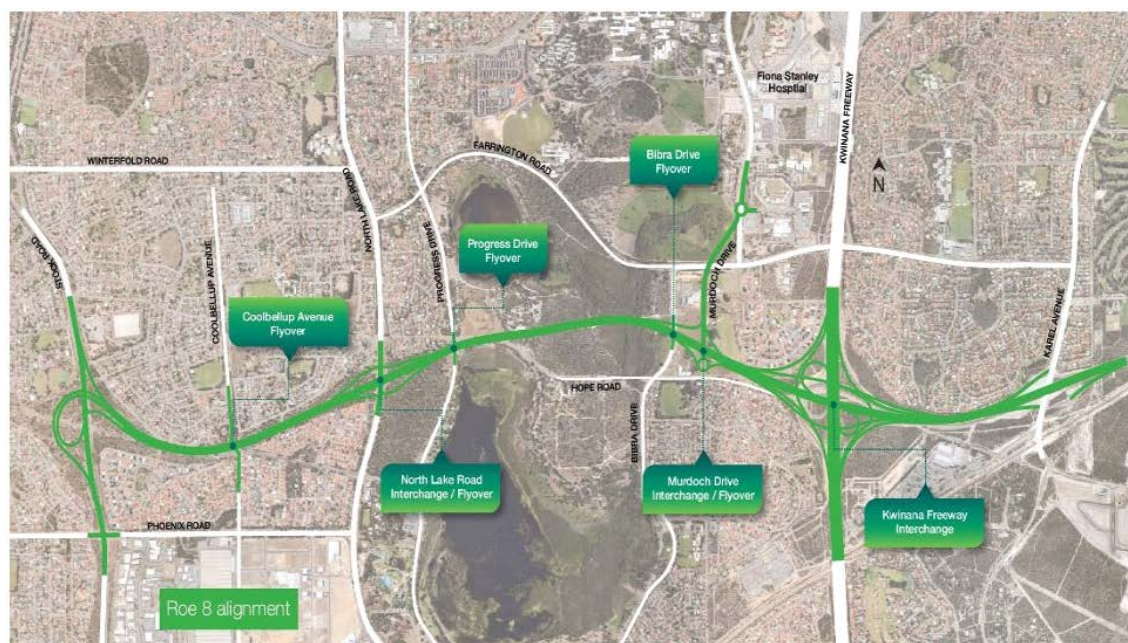 Fiona Stanley
Hosptial
KWINANA FREEWAY
WINTERFOLD ROAD
FARRINGTON ROAD
Bibra Drive
Flyover
N
NORTH LAKE ROAD
STOCK ROAD
COOLBELLUP AVENUE
PROGRESS DRIVE
Progress Drive
Flyover
MURDOCH DRIVE
KAREL AVENUE
Coolbellup Avenue
Flyover
HOPE ROAD
BIBRA DRIVE
North Lake Road
Interchange / Flyover
Murdoch Drive
Interchange / Flyover
Kwinana Freeway
Interchange
PHOENIX ROAD
Roe 8 alignment